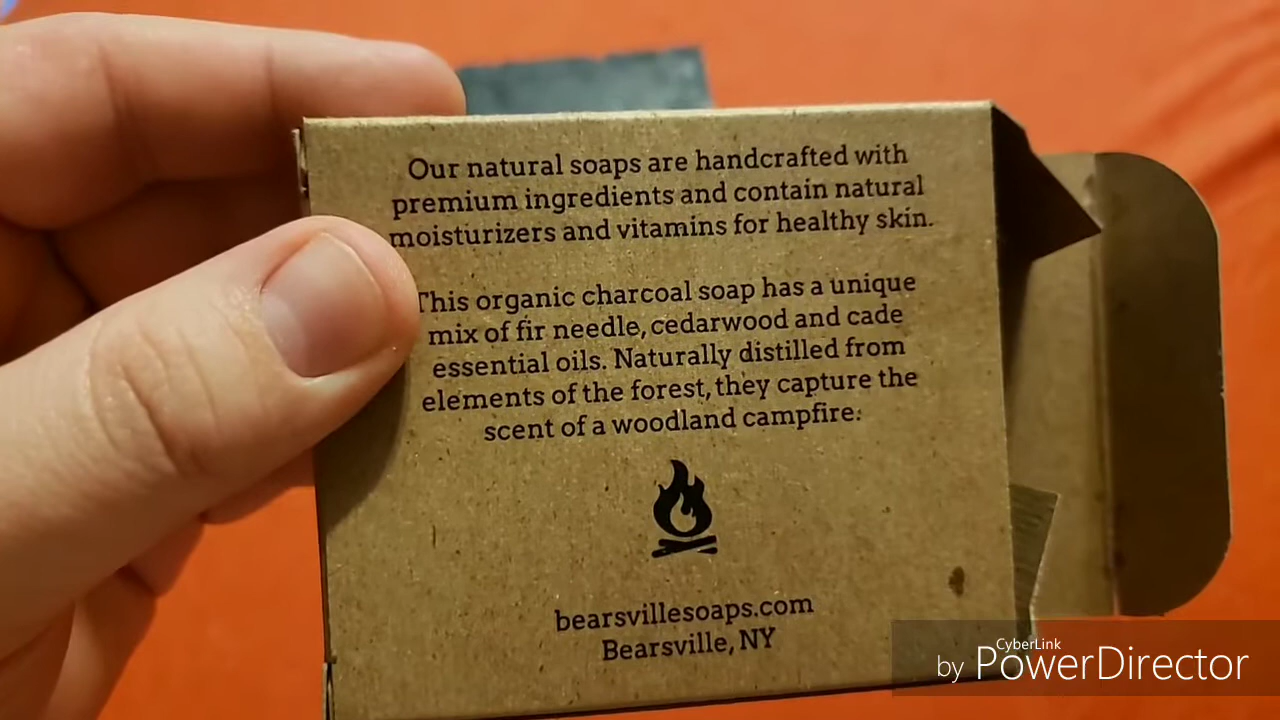 Our natural soaps are handcrafted with
premium ingredients and contain natural
moisturizers and vitamins for healthy skin.
This organic charcoal soap has a unique
mix of fir needle, cedarwood and cade
essential oils. Naturally distilled from
elements of the forest, they capture the
scent of a woodland campfire.
bearsvillesoaps.com
Bearsville, NY
CyberLink
by PowerDirector